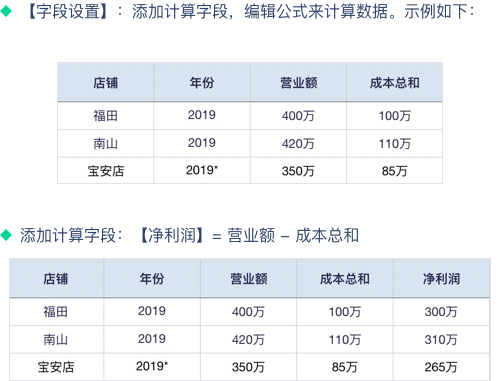 【字段设置】：添加计算字段，编辑公式来计算数据。示例如下：
店铺 年份 营业额 成本总和
福田 2019 400万 100万
南山 2019 420万 110万
宝安店 2019* 350万 85万
添加计算字段：【净利润】= 营业额 - 成本总和
店铺 年份 营业额 成本总和 净利润
福田 2019 400万 100万 300万
南山 2019 420万 110万 310万
宝安店 2019* 350万 85万 265万